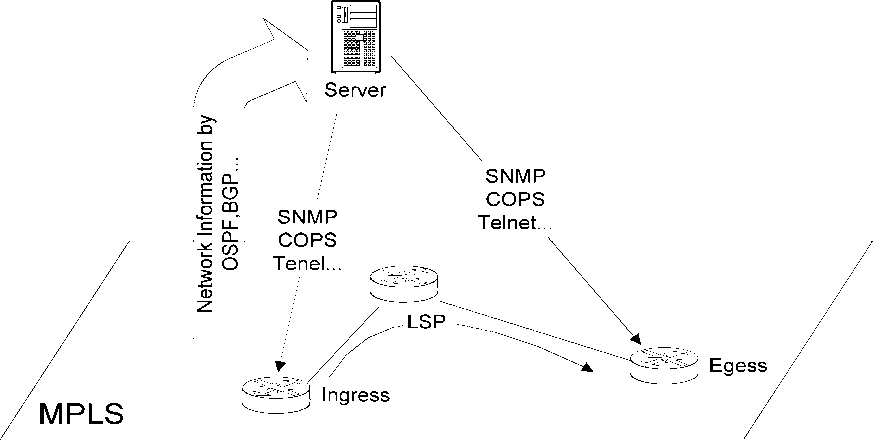 Server
Network Information by
OSPF,BGP...
SNMP
COPS
Telnet...
SNMP
COPS
Tenel...
LSP
Egess
Ingress
MPLS